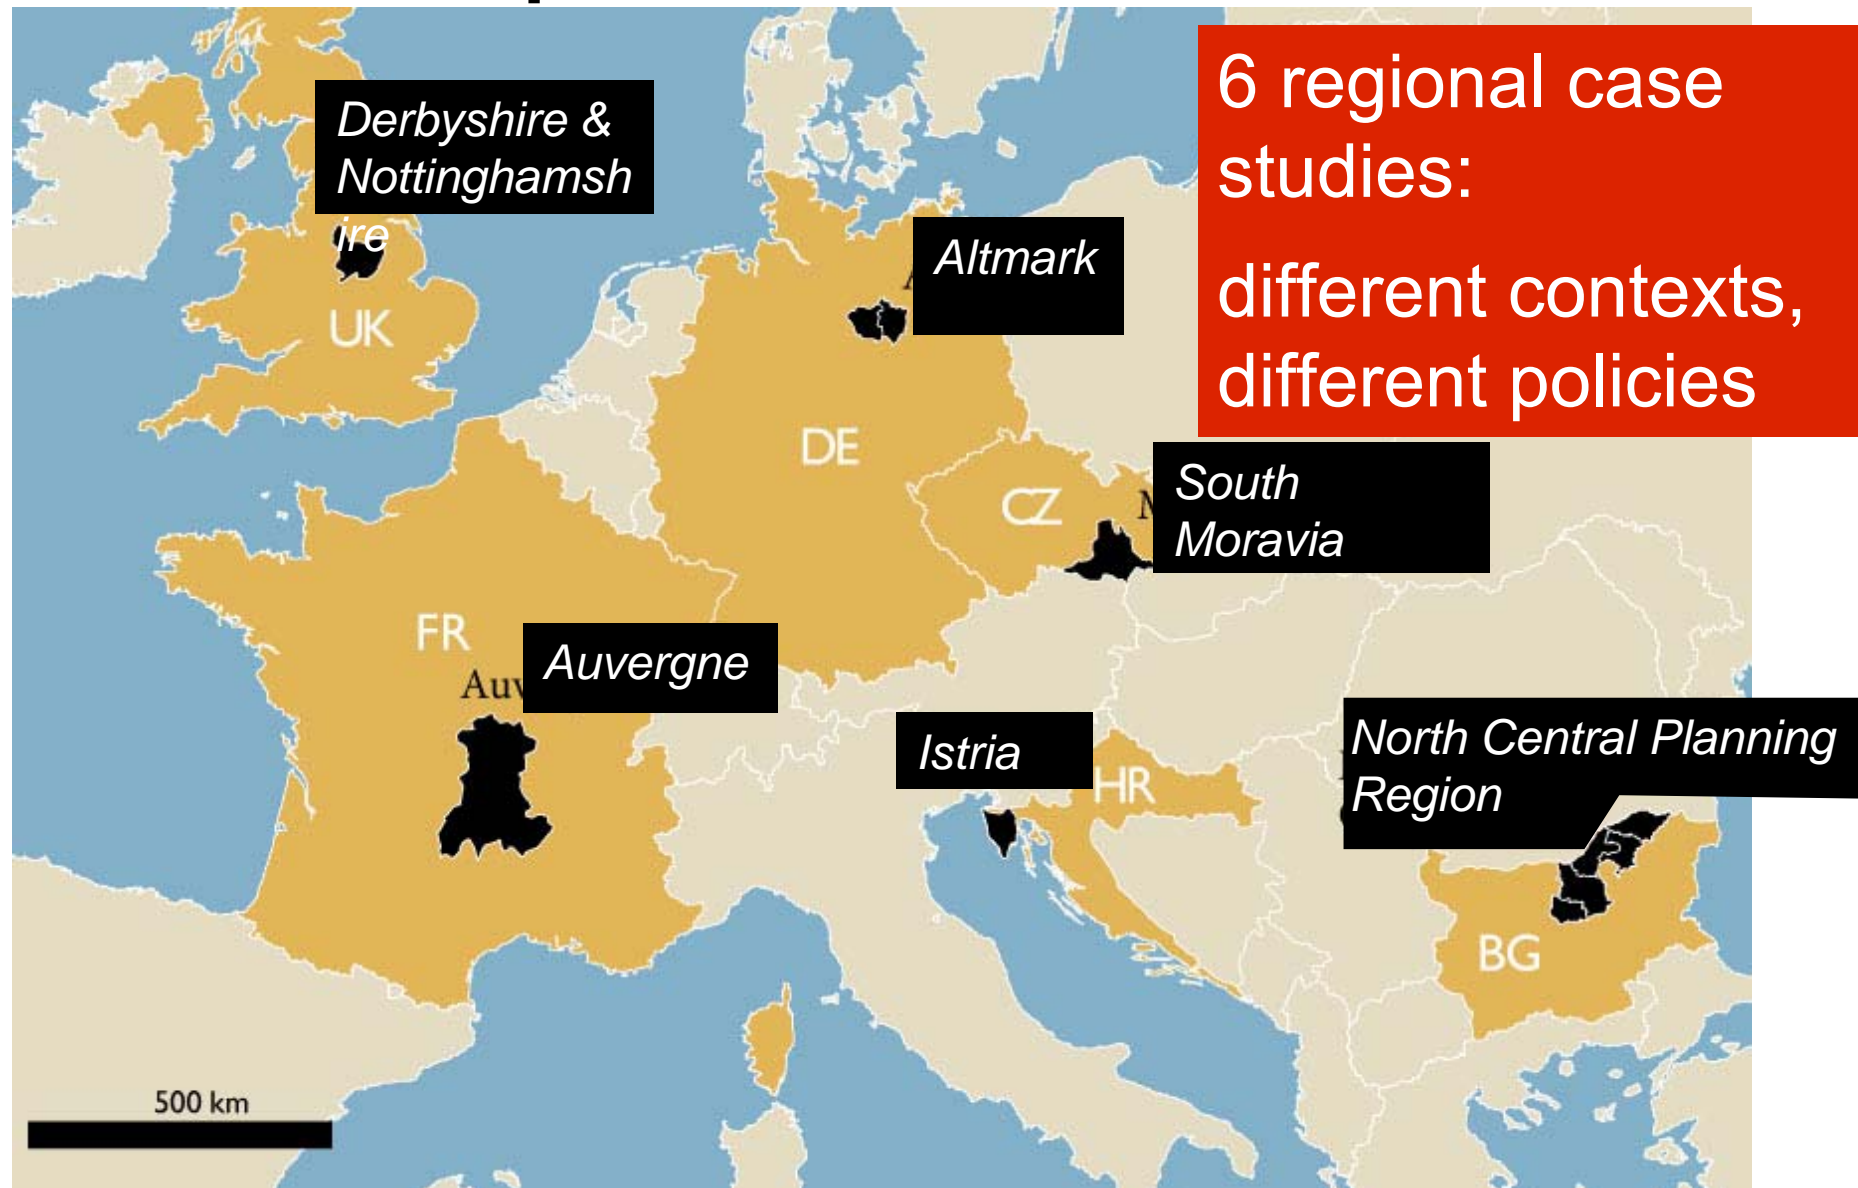 6 regional case
studies:
different contexts,
different policies
Derbyshire &
Nottinghamsh
ire
Altmark
UK
DE
CZ
South
Moravia
FR
Auvergne
Auv
Istria
HR
North Central Planning
Region
BG
500 km